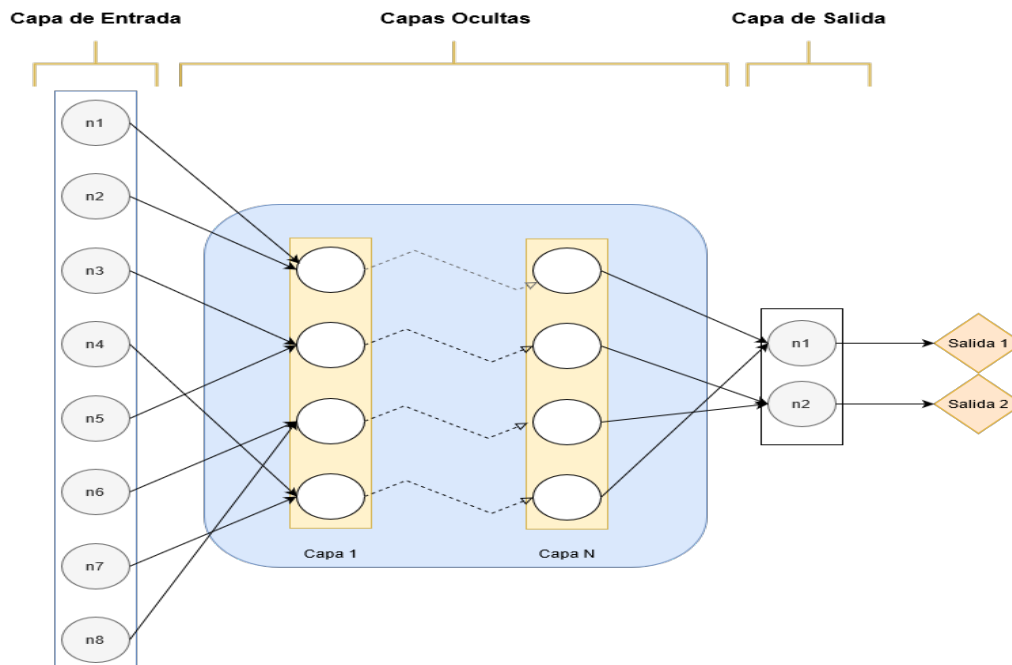 Capa de Entrada
Capas Ocultas
Capa de Salida
n1
n2
n3
n4
n5
n6
n7
n8
Capa 1
Capa N
n1
n2
Salida 1
Salida 2